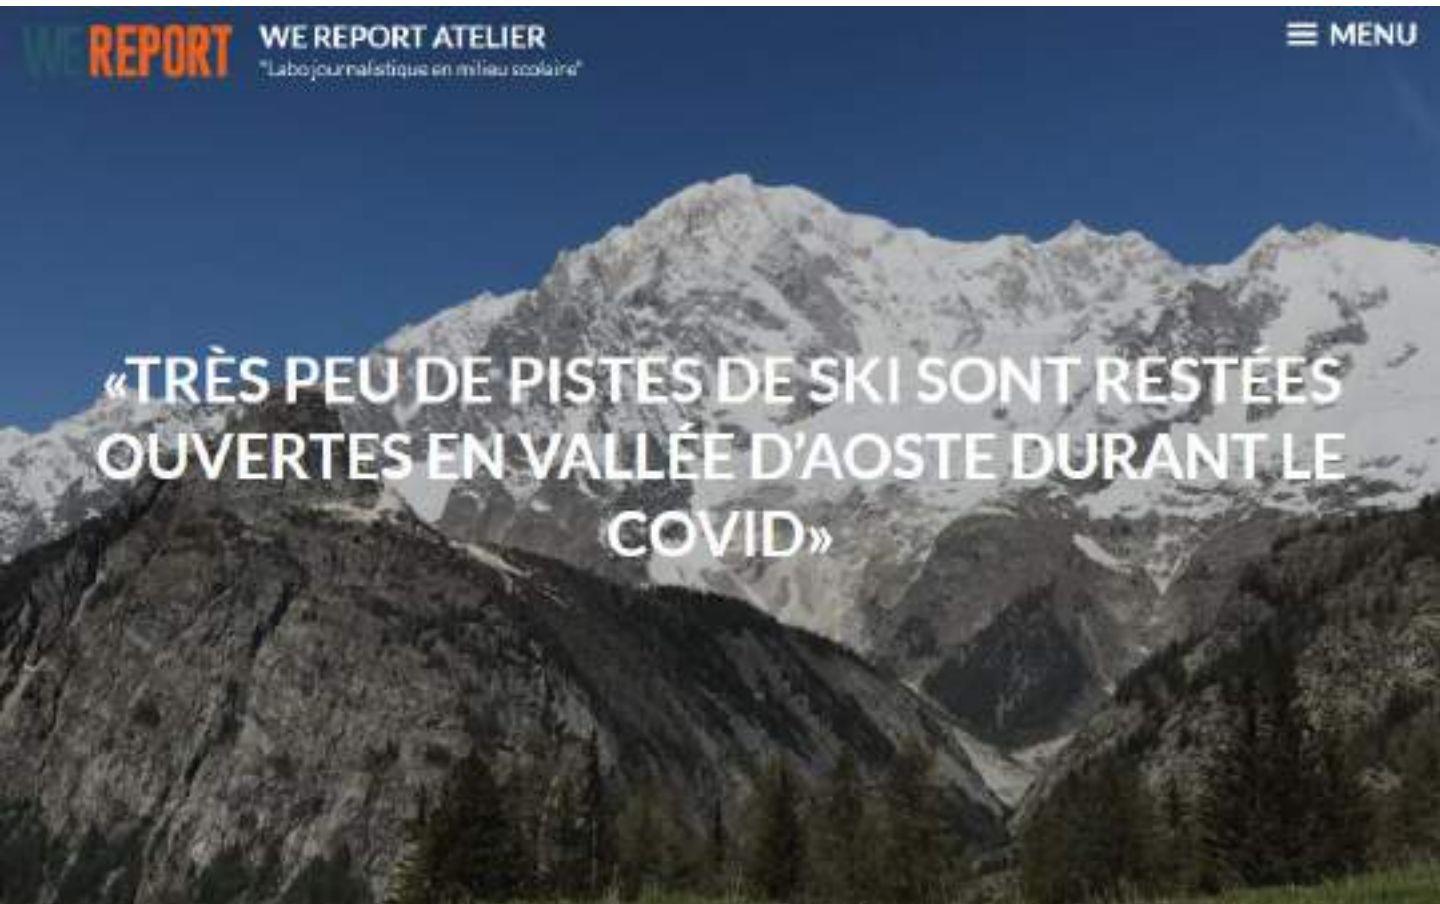 WE REPORT
WE REPORT ATELIER
"Labo journalistique en milieu scolaire"
MENU
«TRÈS PEU DE PISTES DE SKI SONT RESTÉES
OUVERTES EN VALLÉE D’AOSTE DURANT LE
COVID»